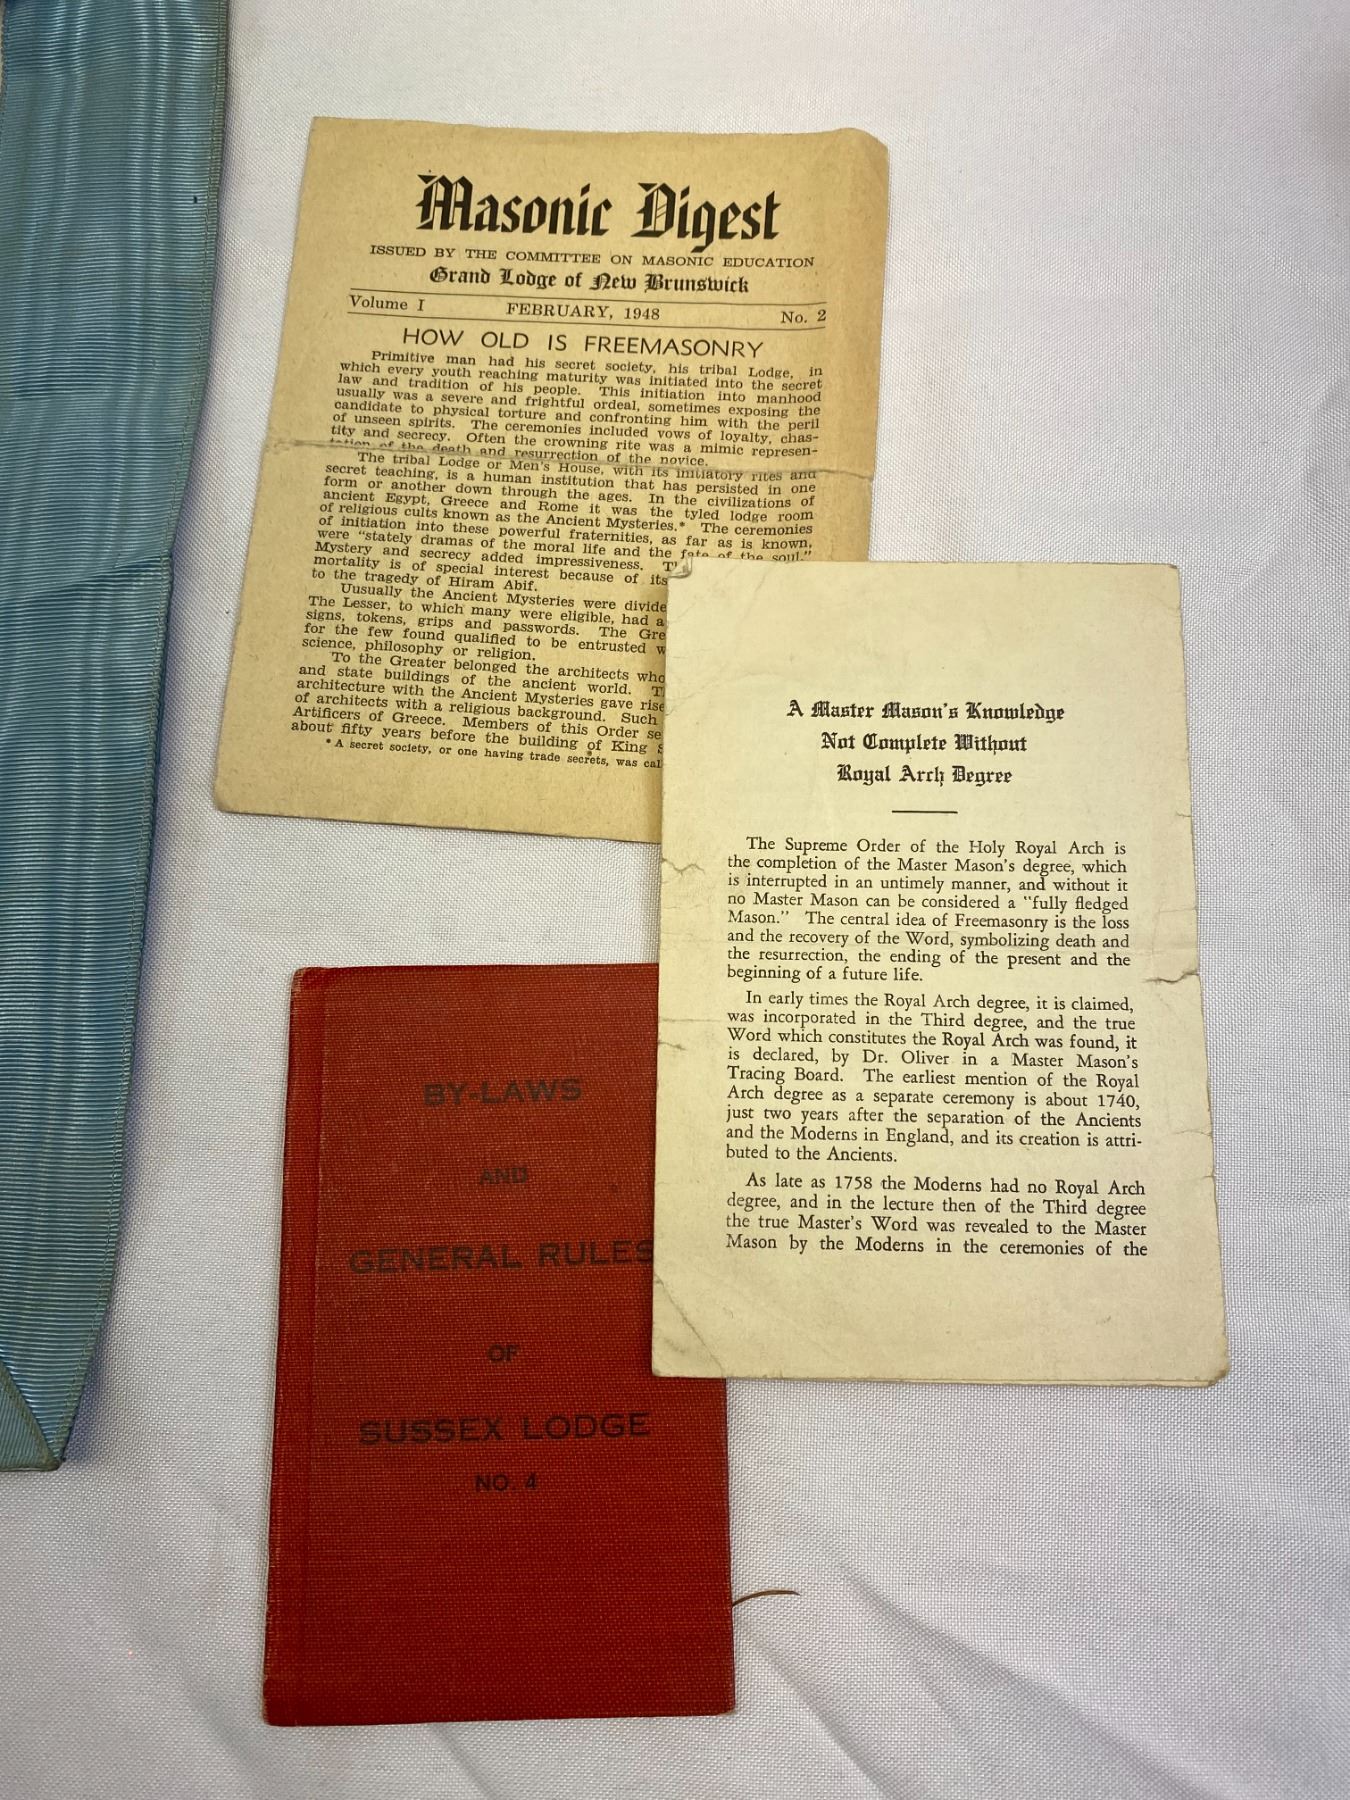 Masonic Digest
ISSUED BY THE COMMITTEE ON MASONIC EDUCATION
Grand Lodge of New Brunswick
Volume I FEBRUARY, 1948 No. 2
HOW OLD IS FREEMASONRY
Primitive man had his secret society, his tribal Lodge, in
which every youth reaching maturity was initiated into the secret
law and tradition of his people. This initiation into manhood
usually was a severe and frightful ordeal, sometimes exposing the
candidate to physical torture and confronting him with the peril
of unseen spirits. The ceremonies included vows of loyalty, chas-
tity and secrecy. Often the crowning rite was a mimic represen-
tation of the death and resurrection of the novice.
The tribal Lodge or Men's House, with its initiatory rites and
secret teaching, is a human institution that has persisted in one
form or another down through the ages. In the civilizations of
ancient Egypt, Greece and Rome it was the tyled lodge room
of religious cults known as the Ancient Mysteries.* The ceremonies
of initiation into these powerful fraternities, as far as is known,
were "stately dramas of the moral life and the fate of the soul."
Mystery and secrecy added impressiveness.
mortality is of special interest because of its
to the tragedy of Hiram Abif.
Uusually the Ancient Mysteries were divide
The Lesser, to which many were eligible, had a
signs, tokens, grips and passwords. The Gre
for the few found qualified to be entrusted w
science, philosophy or religion.
To the Greater belonged the architects who
and state buildings of the ancient world. T
architecture with the Ancient Mysteries gave rise
of architects with a religious background. Such
Artificers of Greece. Members of this Order se
about fifty years before the building of King S
* A secret society, or one having trade secrets, was cal
A Master Mason's Knowledge
Not Complete Without
Royal Arch Degree
The Supreme Order of the Holy Royal Arch is
the completion of the Master Mason's degree, which
is interrupted in an untimely manner, and without it
no Master Mason can be considered a "fully fledged
Mason." The central idea of Freemasonry is the loss
and the recovery of the Word, symbolizing death and
the resurrection, the ending of the present and the
beginning of a future life.
In early times the Royal Arch degree, it is claimed,
was incorporated in the Third degree, and the true
Word which constitutes the Royal Arch was found, it
is declared, by Dr. Oliver in a Master Mason's
Tracing Board. The earliest mention of the Royal
Arch degree as a separate ceremony is about 1740,
just two years after the separation of the Ancients
and the Moderns in England, and its creation is attri-
buted to the Ancients.
As late as 1758 the Moderns had no Royal Arch
degree, and in the lecture then of the Third degree
the true Master's Word was revealed to the Master
Mason by the Moderns in the ceremonies of the
BY-LAWS
AND
GENERAL RULES
OF
SUSSEX LODGE
NO. 4